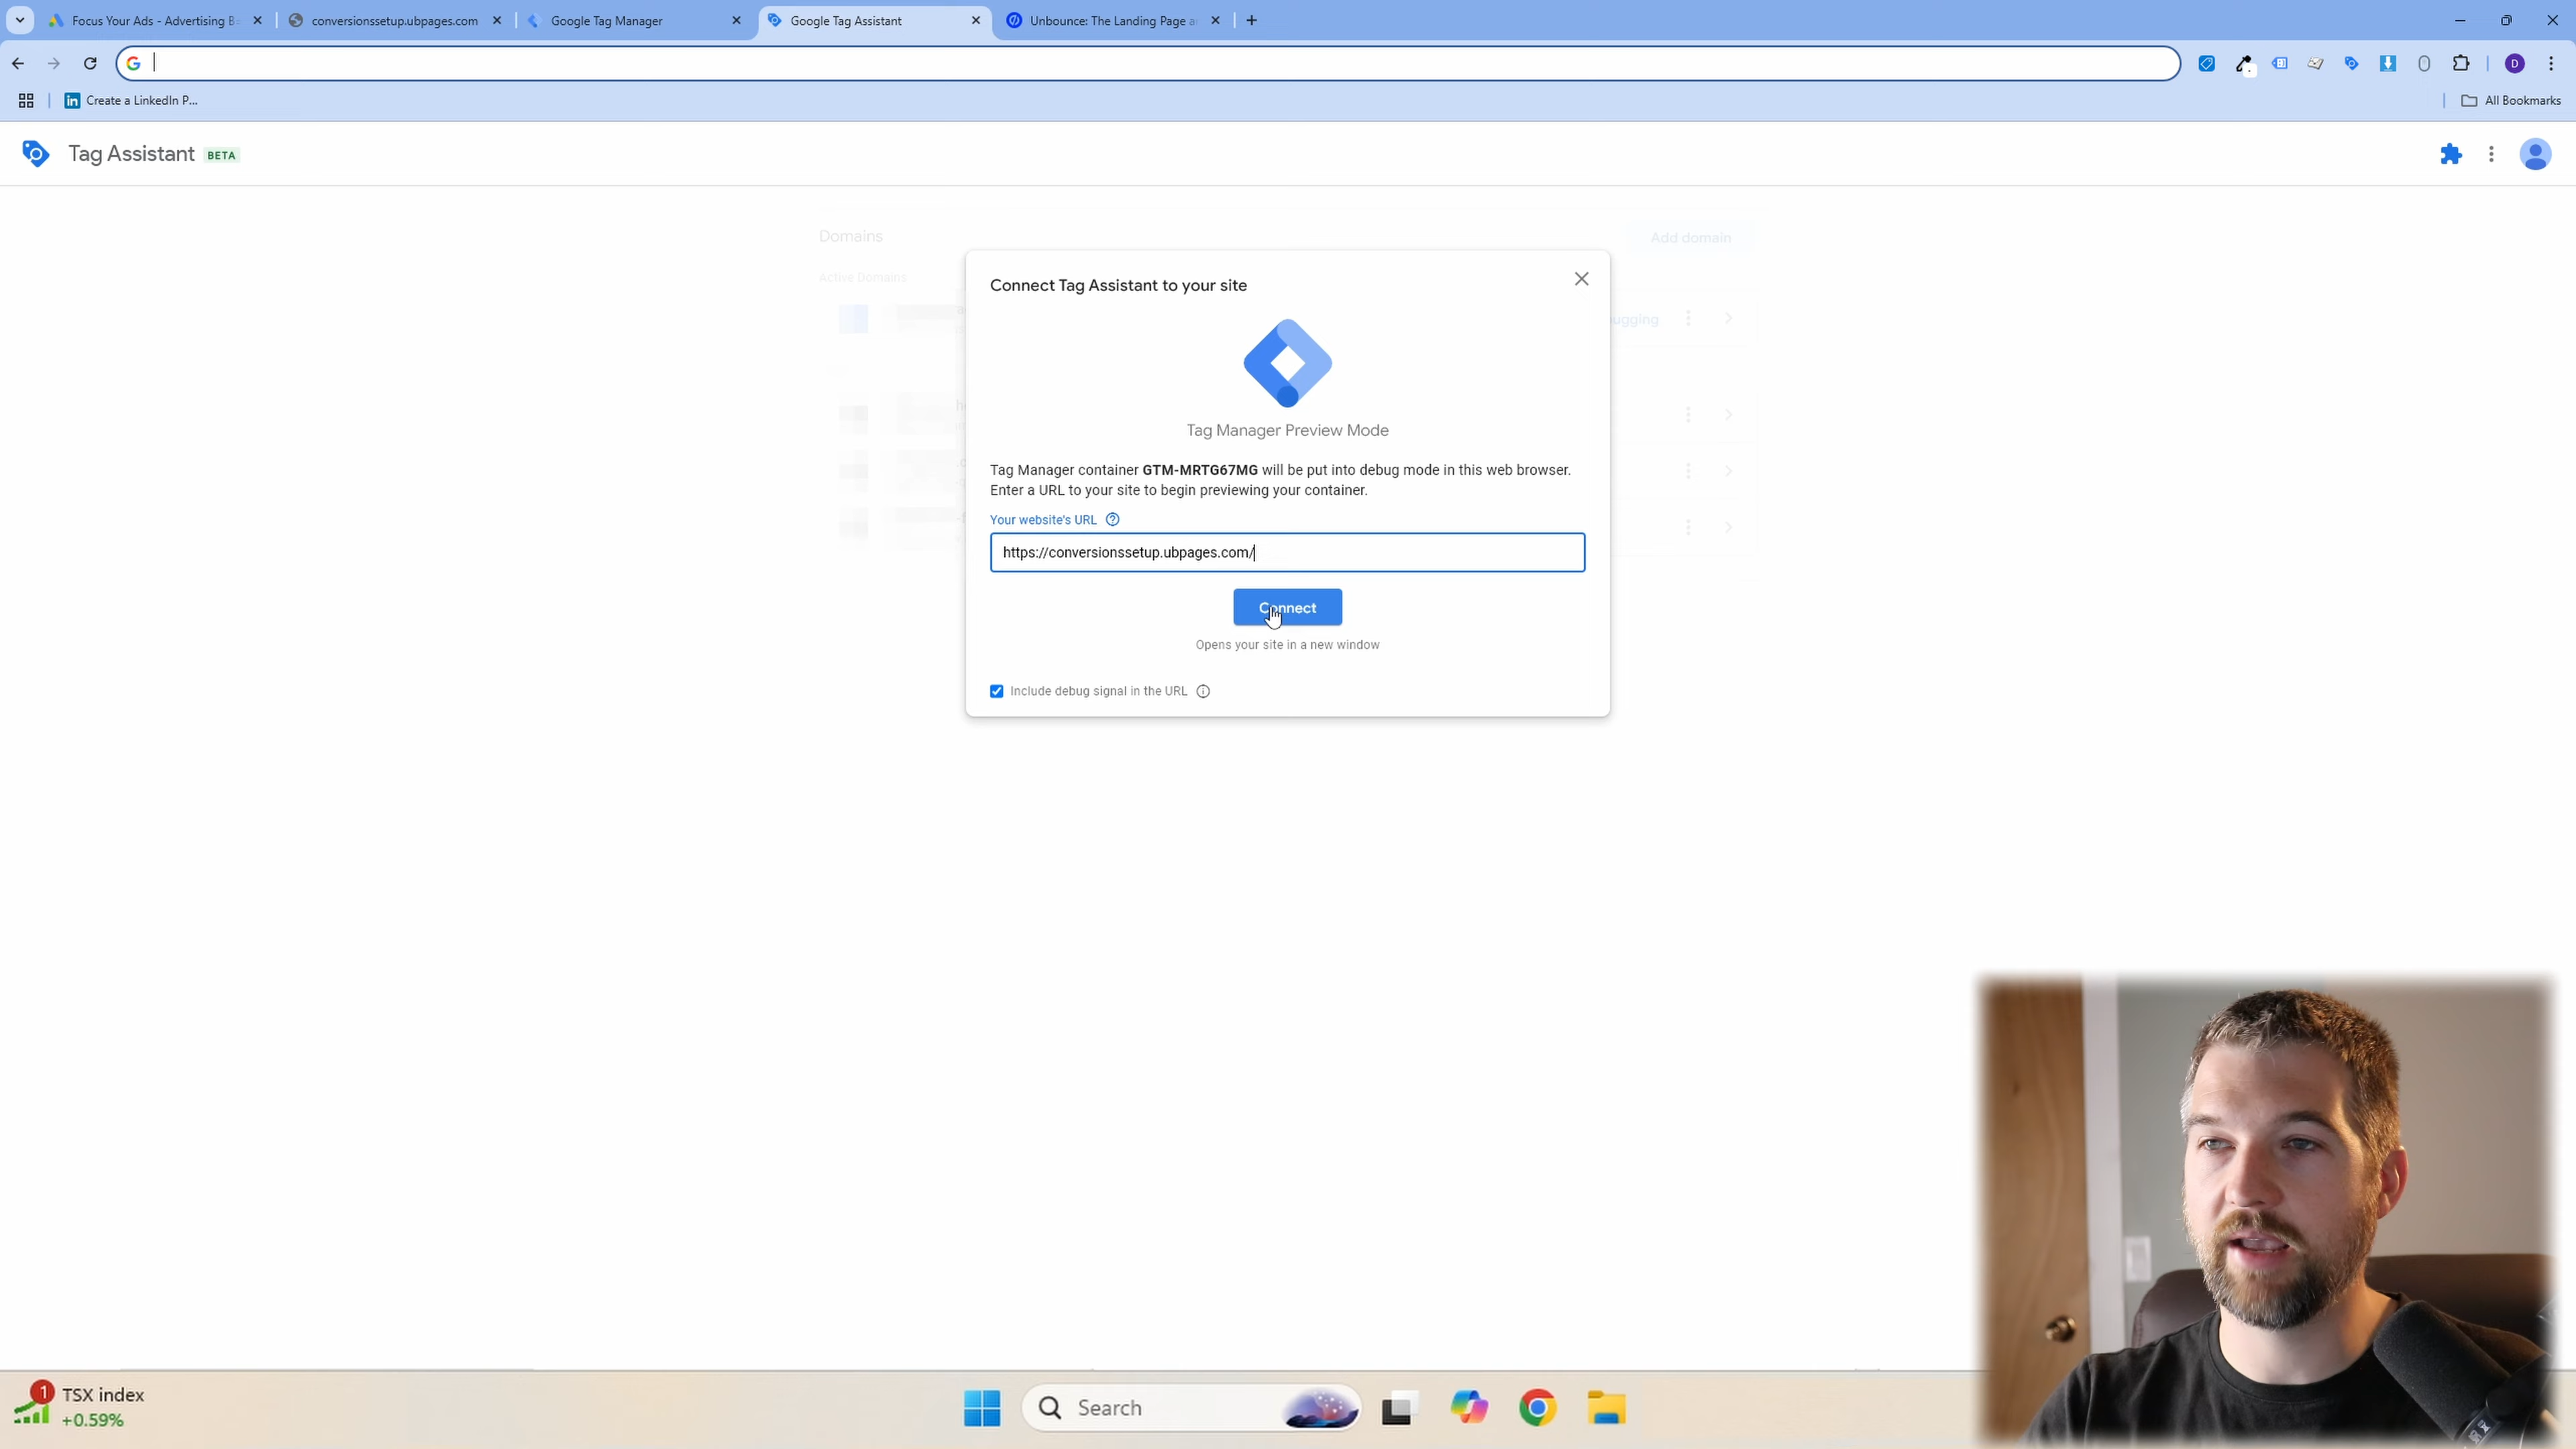 Focus Your Ads - Advertising B
conversionssetup.ubpages.com
Google Tag Manager
Google Tag Assistant
Unbounce: The Landing Page a
Create a LinkedIn P...
All Bookmarks
D
Tag Assistant BETA
Domains
Add domain
Active Domains
ugging
Connect Tag Assistant to your site
Tag Manager Preview Mode
Tag Manager container GTM-MRTG67MG will be put into debug mode in this web browser.
Enter a URL to your site to begin previewing your container.
Your website's URL
https://conversionssetup.ubpages.com/
Connect
Opens your site in a new window
Include debug signal in the URL
1
TSX index
+0.59%
Search